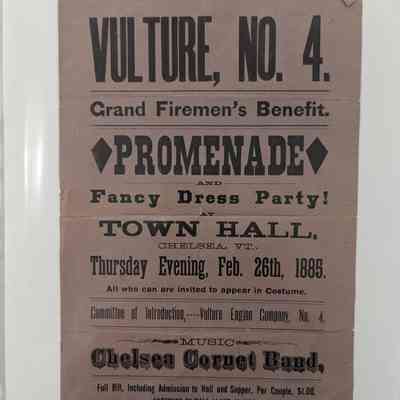 VULTURE, NO. 4.
Grand Firemen's Benefit.
PROMENADE
AND
Fancy Dress Party!
AT
TOWN HALL,
CHELSEA, VT.,
Thursday Evening, Feb. 26th, 1885.
All who can are invited to appear in Costume.
Committee of Introduction,----Vulture Engine Company, No. 4.
MUSIC
Chelsea Cornet Band,
Full Bill, Including Admission to Hall and Supper, Per Couple, $1.00.